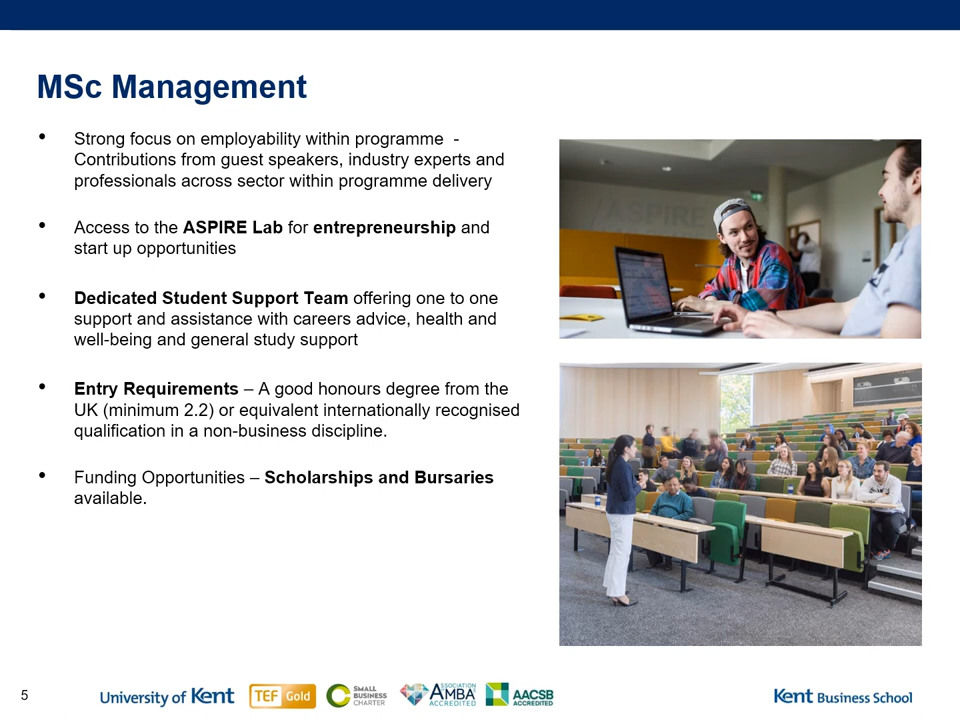 MSc Management
• Strong focus on employability within programme  -
Contributions from guest speakers, industry experts and
professionals across sector within programme delivery
• Access to the ASPIRE Lab for entrepreneurship and
start up opportunities
• Dedicated Student Support Team offering one to one
support and assistance with careers advice, health and
well-being and general study support
• Entry Requirements – A good honours degree from the
UK (minimum 2.2) or equivalent internationally recognised
qualification in a non-business discipline.
• Funding Opportunities – Scholarships and Bursaries
available.
ASPIRE
5
University of Kent
TEF Gold
SMALL
BUSINESS
CHARTER
ASSOCIATION
AMBA
ACCREDITED
AACSB
ACCREDITED
Kent Business School